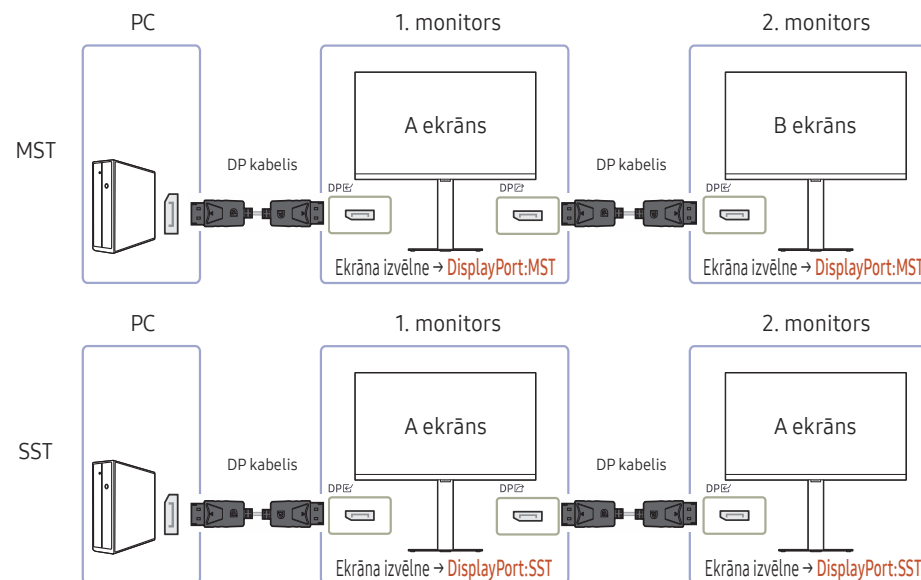 PC
1. monitors
2. monitors
MST
A ekrāns
B ekrāns
DP kabelis
DP kabelis
DP
DP
DP
Ekrāna izvēlne → DisplayPort:MST
Ekrāna izvēlne → DisplayPort:MST
PC
1. monitors
2. monitors
SST
A ekrāns
A ekrāns
DP kabelis
DP kabelis
DP
DP
DP
Ekrāna izvēlne → DisplayPort:SST
Ekrāna izvēlne → DisplayPort:SST